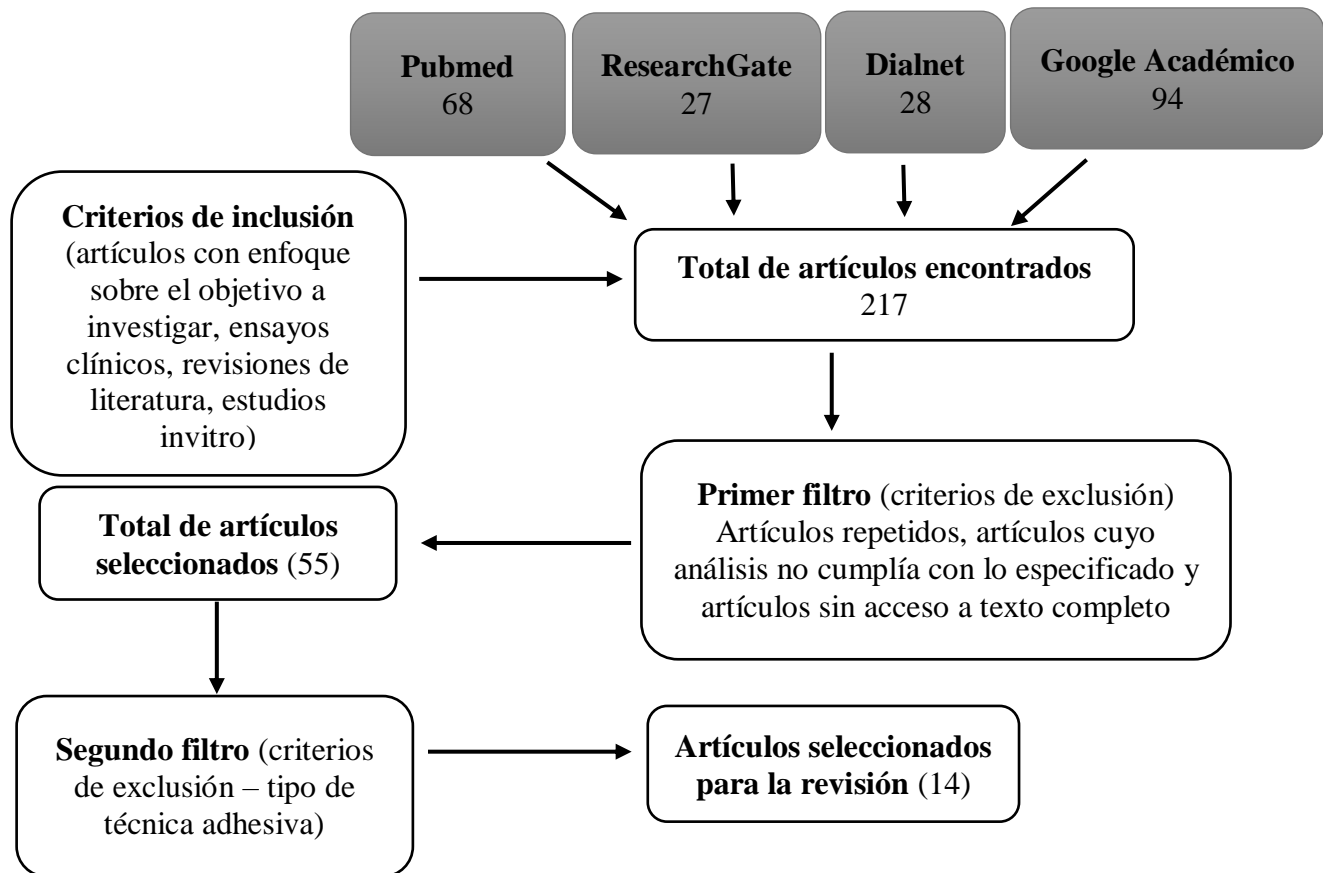 Pubmed
68
ResearchGate
27
Dialnet
28
Google Académico
94
Criterios de inclusión
(artículos con enfoque
sobre el objetivo a
investigar, ensayos
clínicos, revisiones de
literatura, estudios
invitro)
Total de artículos encontrados
217
Primer filtro (criterios de exclusión)
Artículos repetidos, artículos cuyo
análisis no cumplía con lo especificado y
artículos sin acceso a texto completo
Total de artículos
seleccionados (55)
Segundo filtro (criterios
de exclusión – tipo de
técnica adhesiva)
Artículos seleccionados
para la revisión (14)